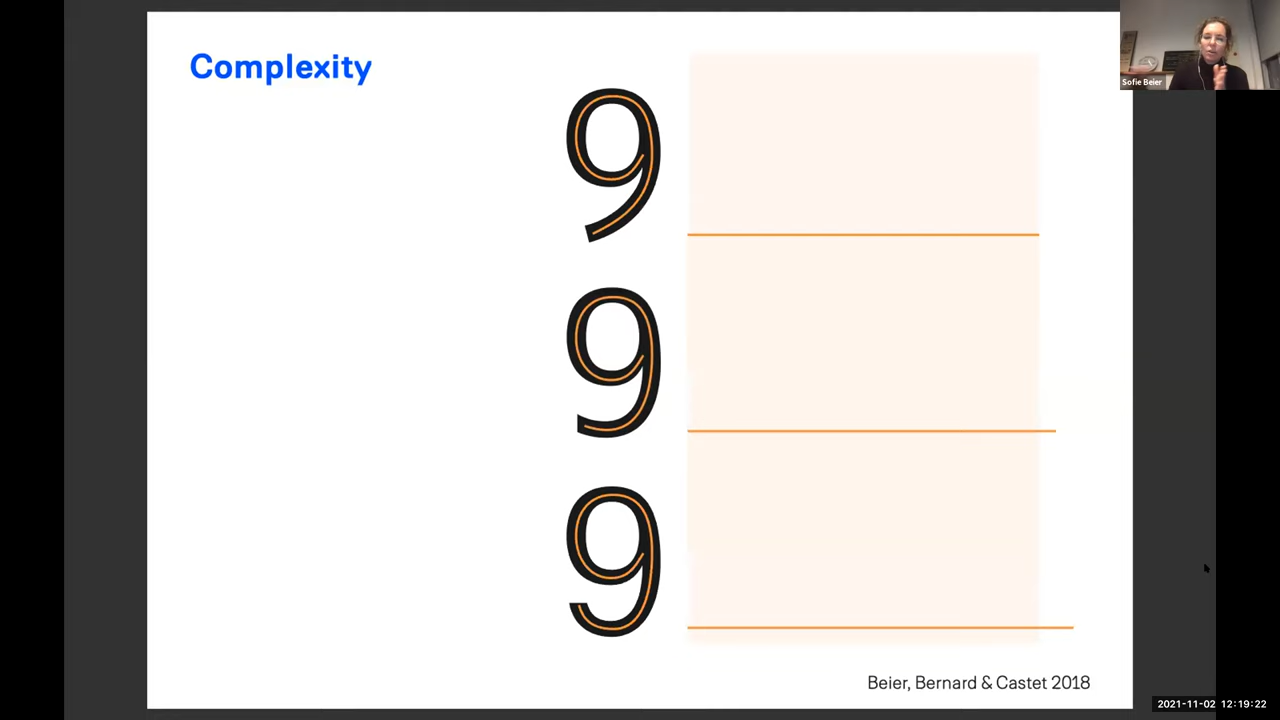 Complexity
Sofie Beier
9
9
9
Beier, Bernard & Castet 2018
2021-11-02 12:19:22